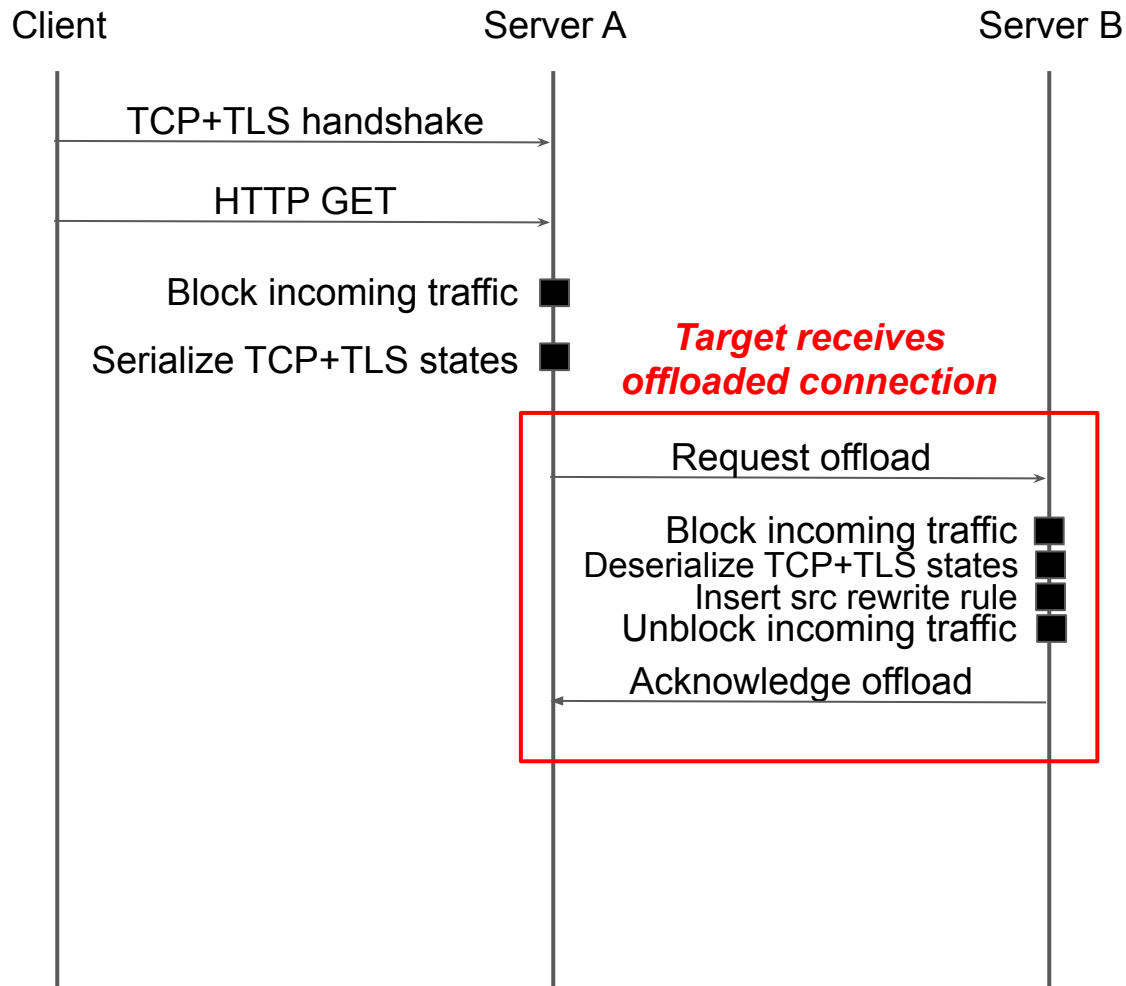 Client
Server A
Server B
TCP+TLS handshake
HTTP GET
Block incoming traffic
Serialize TCP+TLS states
Target receives
offloaded connection
Request offload
Block incoming traffic
Deserialize TCP+TLS states
Insert src rewrite rule
Unblock incoming traffic
Acknowledge offload